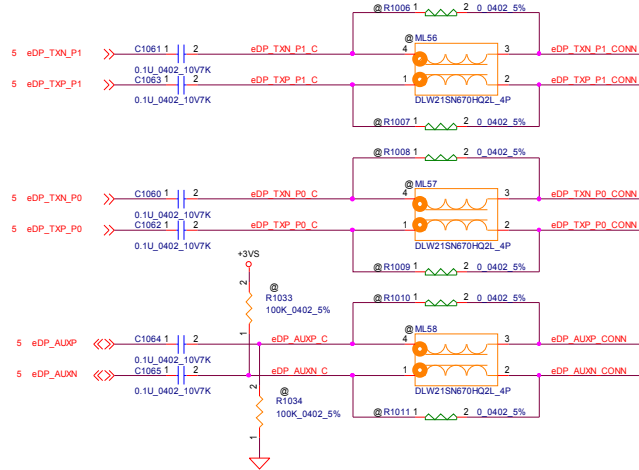 @R1006 1 2 0_0402_5%
5 eDP_TXN_P1 C1061 1 2 eDP_TXN_P1_C 4 @ML56 3 eDP_TXN_P1_CONN
0.1U_0402_10V7K
5 eDP_TXP_P1 C1063 1 2 eDP_TXP_P1_C 1 2 eDP_TXP_P1_CONN
0.1U_0402_10V7K DLW21SN670HQ2L_4P
@R1007 1 2 0_0402_5%
@R1008 1 2 0_0402_5%
@ML57
5 eDP_TXN_P0 C1060 1 2 eDP_TXN_P0_C 4 3 eDP_TXN_P0_CONN
0.1U_0402_10V7K
5 eDP_TXP_P0 C1062 1 2 eDP_TXP_P0_C 1 2 eDP_TXP_P0_CONN
0.1U_0402_10V7K DLW21SN670HQ2L_4P
+3VS
@R1009 1 2 0_0402_5%
2 @
R1033
1 100K_0402_5%
@R1010 1 2 0_0402_5%
@ML58
5 eDP_AUXP C1064 1 2 eDP_AUXP_C 4 3 eDP_AUXP_CONN
0.1U_0402_10V7K
5 eDP_AUXN C1065 1 2 eDP_AUXN_C 1 2 eDP_AUXN_CONN
0.1U_0402_10V7K DLW21SN670HQ2L_4P
2 @
R1034
1 100K_0402_5%
@R1011 1 2 0_0402_5%